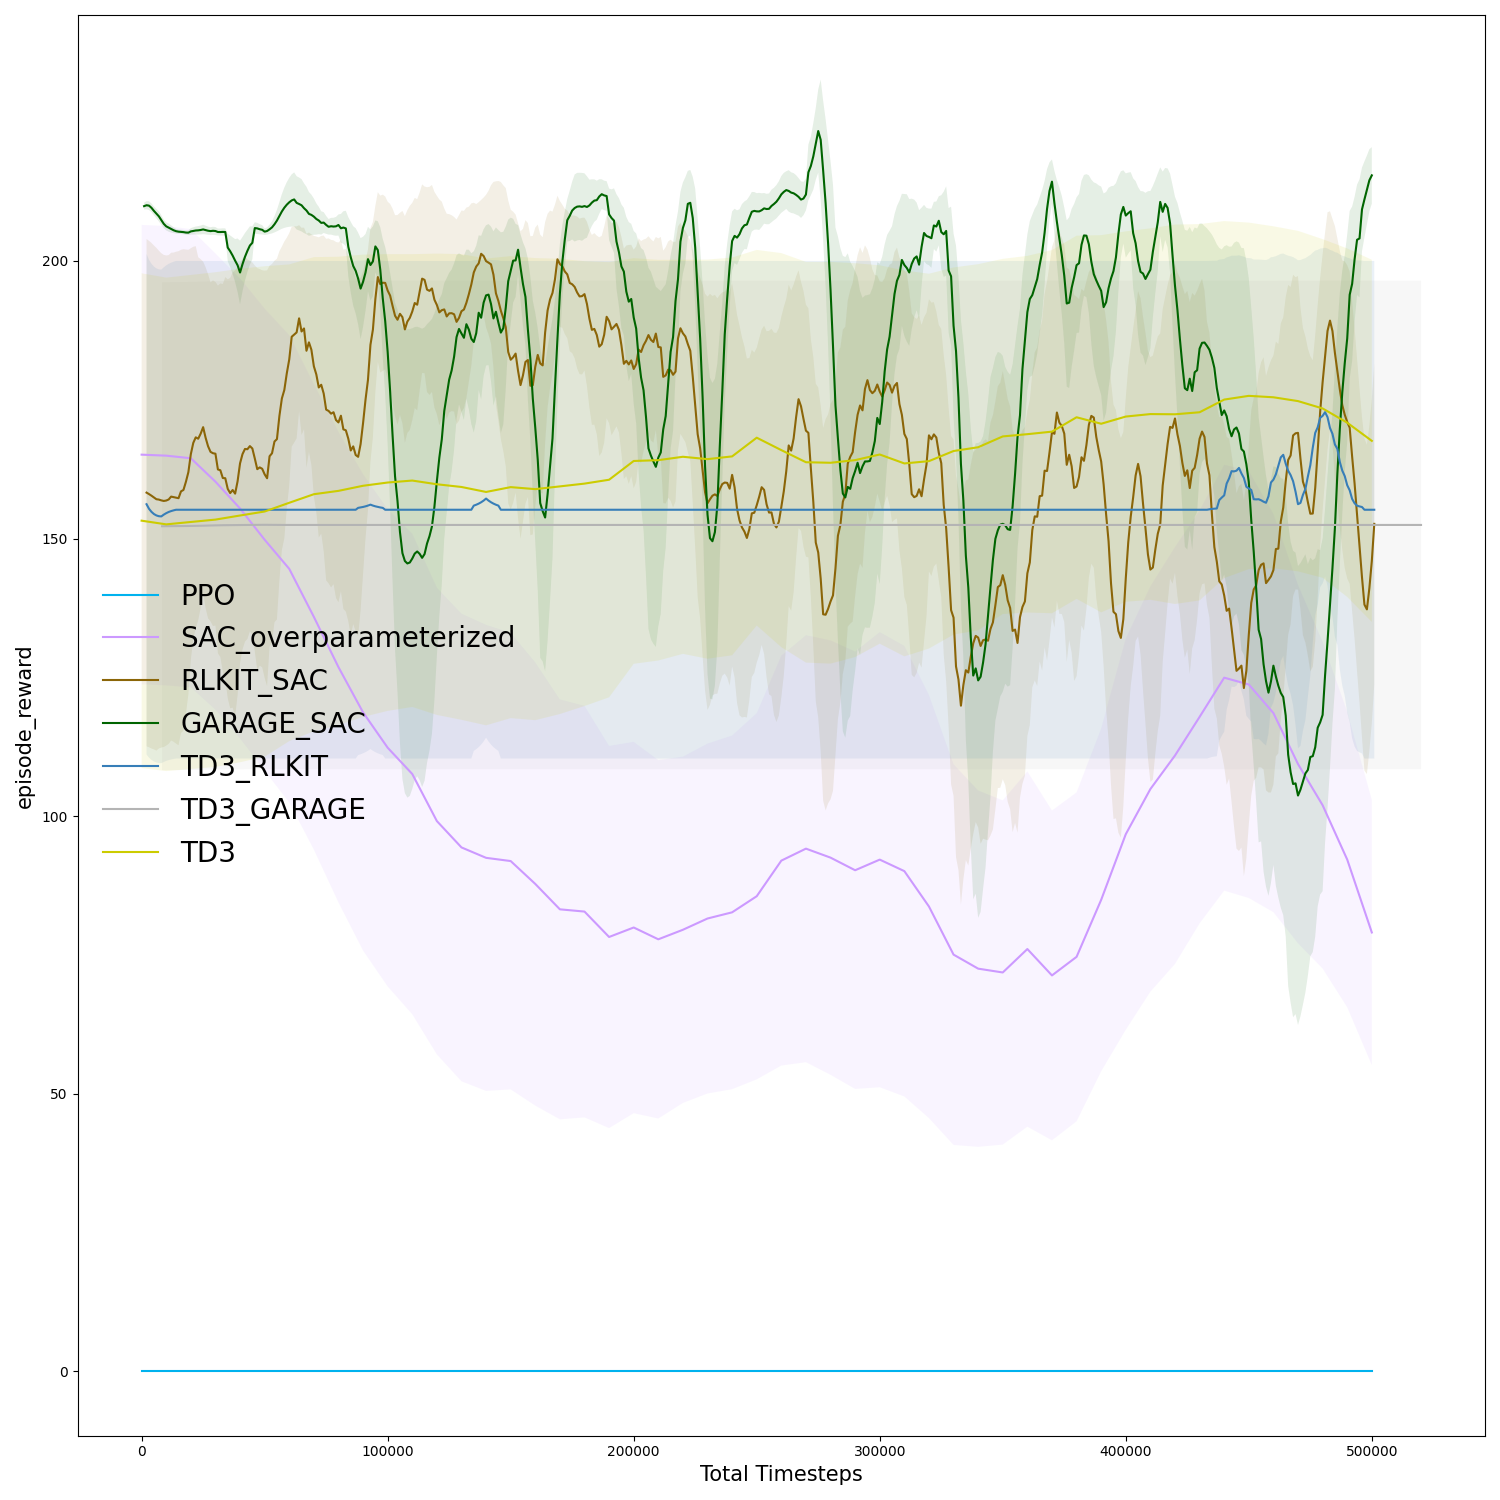 200
150
100
50
0
episode_reward
PPO
SAC_overparameterized
RLKIT_SAC
GARAGE_SAC
TD3_RLKIT
TD3_GARAGE
TD3
0 100000 200000 300000 400000 500000
Total Timesteps